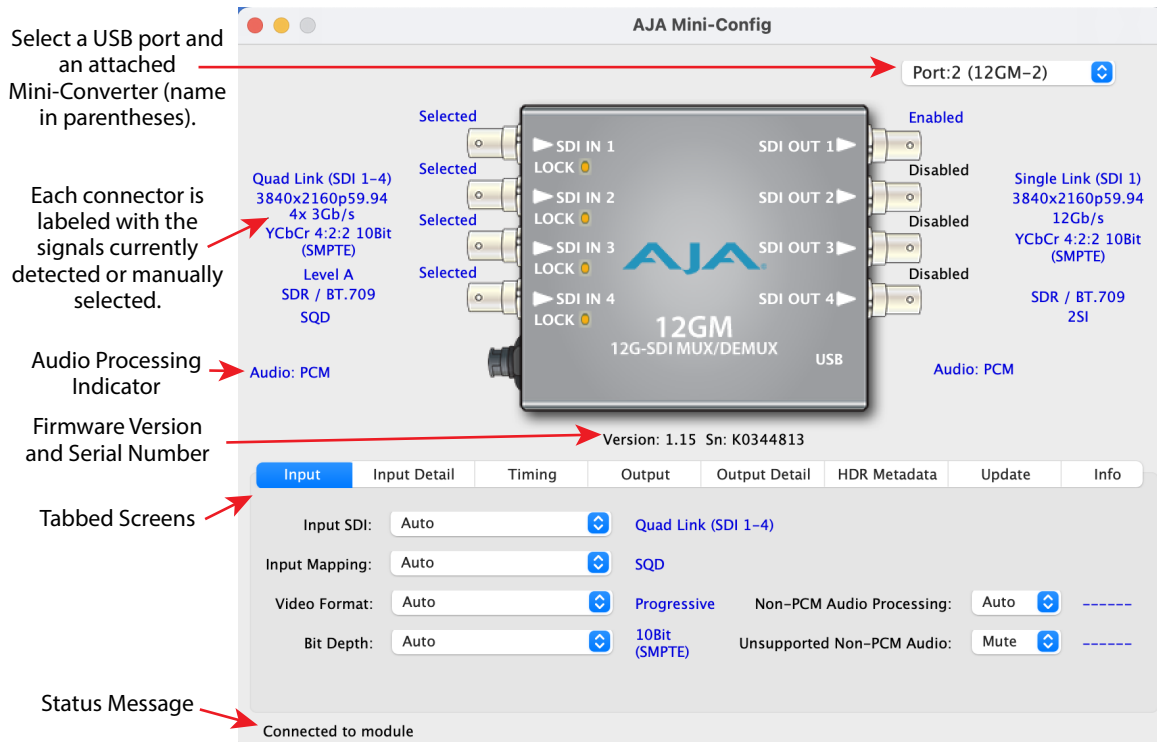 AJA Mini-Config
Select a USB port and
an attached
Mini-Converter (name
in parentheses).
Port:2 (12GM-2)
Selected
Enabled
SDI IN 1
SDI OUT 1
LOCK
Selected
Disabled
SDI IN 2
SDI OUT 2
LOCK
Selected
Disabled
SDI IN 3
SDI OUT 3
LOCK
Selected
Disabled
SDI IN 4
SDI OUT 4
LOCK
AJA
12GM
12G-SDI MUX/DEMUX
USB
Each connector is
labeled with the
signals currently
detected or manually
selected.
Quad Link (SDI 1-4)
3840x2160p59.94
4x 3Gb/s
YCbCr 4:2:2 10Bit
(SMPTE)
Level A
SDR / BT.709
SQD
Single Link (SDI 1)
3840x2160p59.94
12Gb/s
YCbCr 4:2:2 10Bit
(SMPTE)
SDR / BT.709
2SI
Audio Processing
Indicator
Audio: PCM
Audio: PCM
Firmware Version
and Serial Number
Version: 1.15 Sn: K0344813
Tabbed Screens
Input
Input Detail
Timing
Output
Output Detail
HDR Metadata
Update
Info
Input SDI:
Auto
Quad Link (SDI 1-4)
Input Mapping:
Auto
SQD
Video Format:
Auto
Progressive
Non-PCM Audio Processing:
Auto
------
Bit Depth:
Auto
10Bit
(SMPTE)
Unsupported Non-PCM Audio:
Mute
------
Status Message
Connected to module